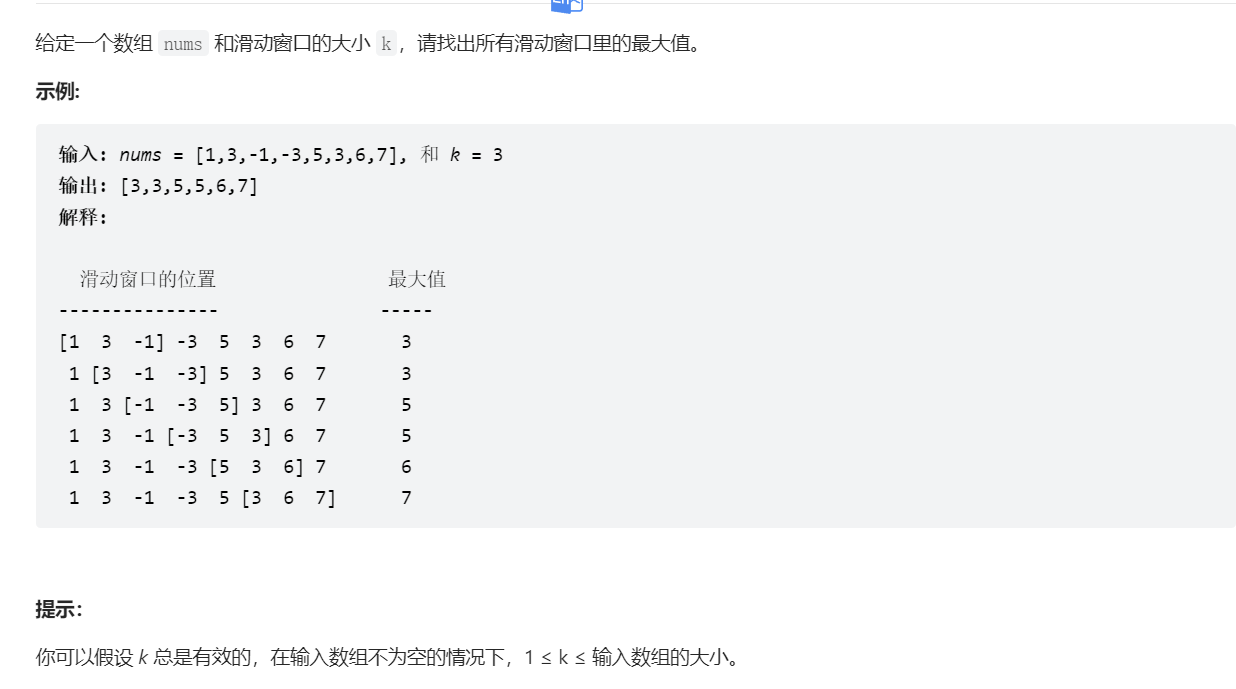 给定一个数组 nums 和滑动窗口的大小 k，请找出所有滑动窗口里的最大值。
示例:
输入: nums = [1,3,-1,-3,5,3,6,7], 和 k = 3
输出: [3,3,5,5,6,7]
解释:
滑动窗口的位置 最大值
--------------- -----
[1 3 -1] -3 5 3 6 7 3
1 [3 -1 -3] 5 3 6 7 3
1 3 [-1 -3 5] 3 6 7 5
1 3 -1 [-3 5 3] 6 7 5
1 3 -1 -3 [5 3 6] 7 6
1 3 -1 -3 5 [3 6 7] 7
提示：
你可以假设 k 总是有效的，在输入数组不为空的情况下，1 ≤ k ≤ 输入数组的大小。